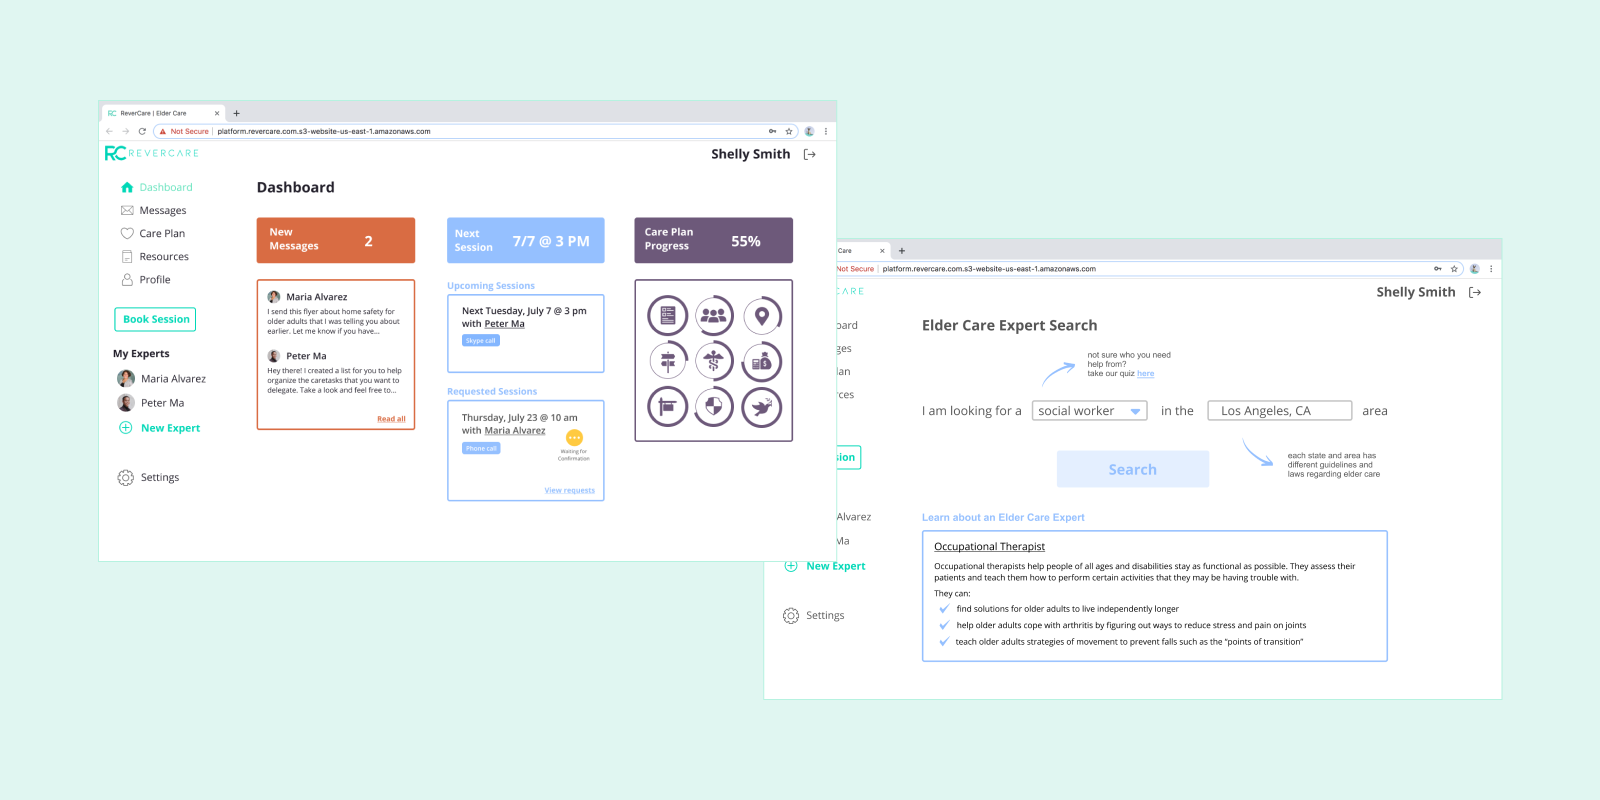 RC ReverCare | Elder Care
Not Secure | platform.revercare.com.s3-website-us-east-1.amazonaws.com
RC REVERCARE
Shelly Smith
Dashboard
Messages
Care Plan
Resources
Profile
Book Session
My Experts
Maria Alvarez
Peter Ma
New Expert
Settings
Dashboard
New
Messages
2
Next
Session
7/7 @ 3 PM
Care Plan
Progress
55%
Maria Alvarez
I send this flyer about home safety for
older adults that I was telling you about
earlier. Let me know if you have...
Peter Ma
Hey there! I created a list for you to help
organize the caretasks that you want to
delegate. Take a look and feel free to...
Read all
Upcoming Sessions
Next Tuesday, July 7 @ 3 pm
with Peter Ma
Skype call
Requested Sessions
Thursday, July 23 @ 10 am
with Maria Alvarez
Phone call
Waiting for
Confirmation
View requests
Care
Not Secure | platform.revercare.com.s3-website-us-east-1.amazonaws.com
CARE
Shelly Smith
oard
ges
lan
rces
sion
Alvarez
Ma
New Expert
Settings
Elder Care Expert Search
not sure who you need
help from?
take our quiz here
I am looking for a social worker in the Los Angeles, CA area
Search
each state and area has
different guidelines and
laws regarding elder care
Learn about an Elder Care Expert
Occupational Therapist
Occupational therapists help people of all ages and disabilities stay as functional as possible. They assess their
patients and teach them how to perform certain activities that they may be having trouble with.
They can:
find solutions for older adults to live independently longer
help older adults cope with arthritis by figuring out ways to reduce stress and pain on joints
teach older adults strategies of movement to prevent falls such as the “points of transition”